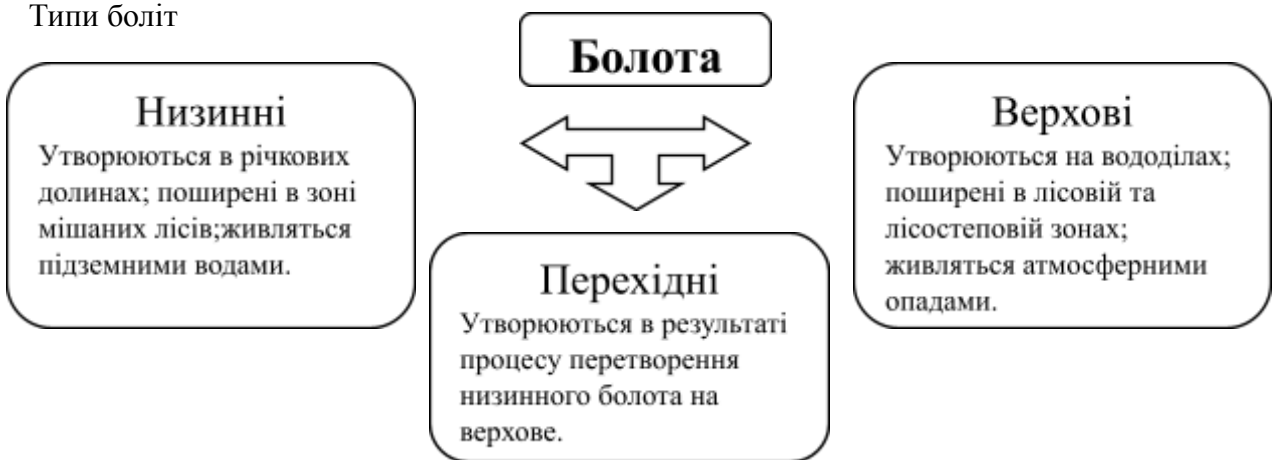 Типи боліт
Болота
Низинні
Утворюються в річкових
долинах; поширені в зоні
мішаних лісів;живляться
підземними водами.
Перехідні
Утворюються в результаті
процесу перетворення
низинного болота на
верхове.
Верхові
Утворюються на вододілах;
поширені в лісовій та
лісостеповій зонах;
живляться атмосферними
опадами.